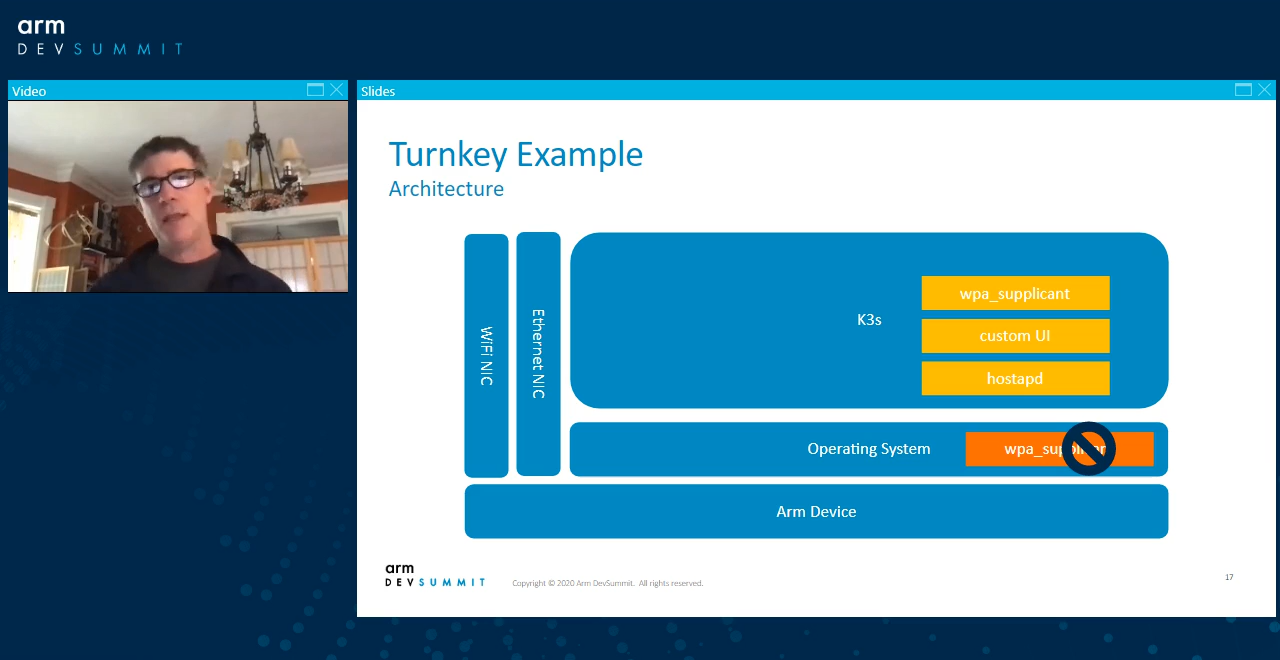 arm
DEVSUMMIT
Video
Slides
Turnkey Example
Architecture
WiFi NIC
Ethernet NIC
K3s
wpa_supplicant
custom UI
hostapd
Operating System
wpa_supplicant
Arm Device
arm
DEVSUMMIT
Copyright © 2020 Arm DevSummit. All rights reserved.
17